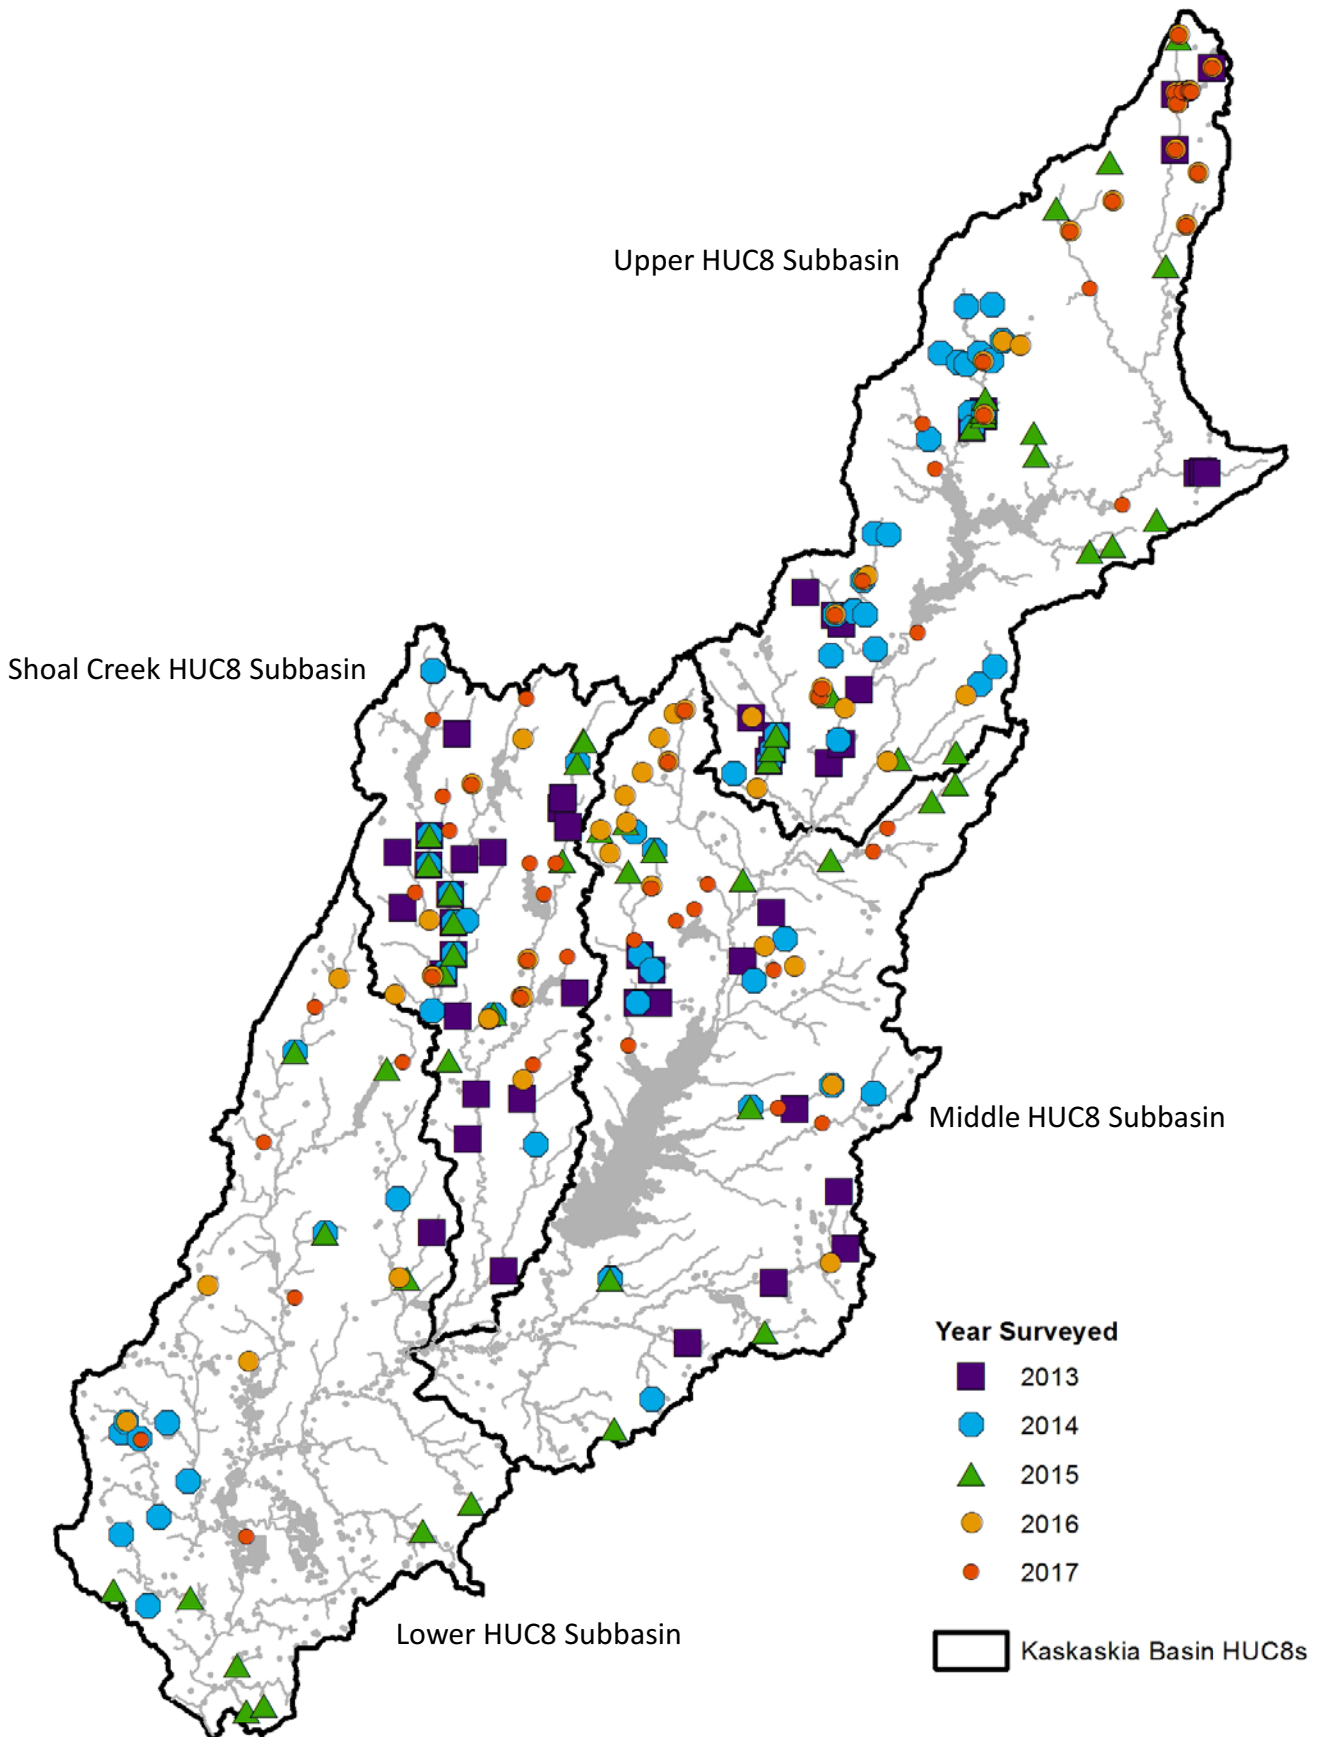 Upper HUC8 Subbasin
Shoal Creek HUC8 Subbasin
Middle HUC8 Subbasin
Year Surveyed
2013
2014
2015
2016
2017
Lower HUC8 Subbasin
Kaskaskia Basin HUC8s